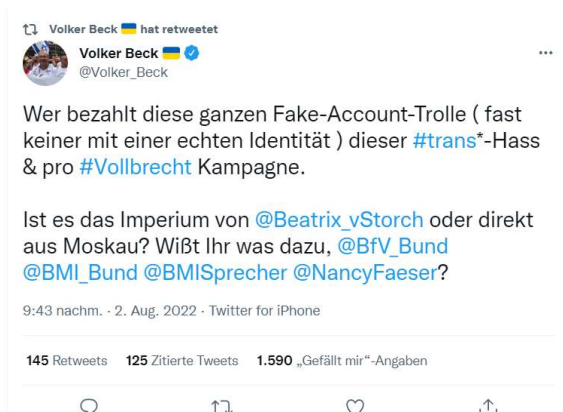 Volker Beck 🇺🇦 hat retweetet
Volker Beck 🇺🇦
@Volker_Beck
Wer bezahlt diese ganzen Fake-Account-Trolle ( fast
keiner mit einer echten Identität ) dieser #trans*-Hass
& pro #Vollbrecht Kampagne.
Ist es das Imperium von @Beatrix_vStorch oder direkt
aus Moskau? Wißt Ihr was dazu, @BfV_Bund
@BMI_Bund @BMISprecher @NancyFaeser?
9:43 nachm. · 2. Aug. 2022 · Twitter for iPhone
145 Retweets 125 Zitierte Tweets 1.590 „Gefällt mir“-Angaben